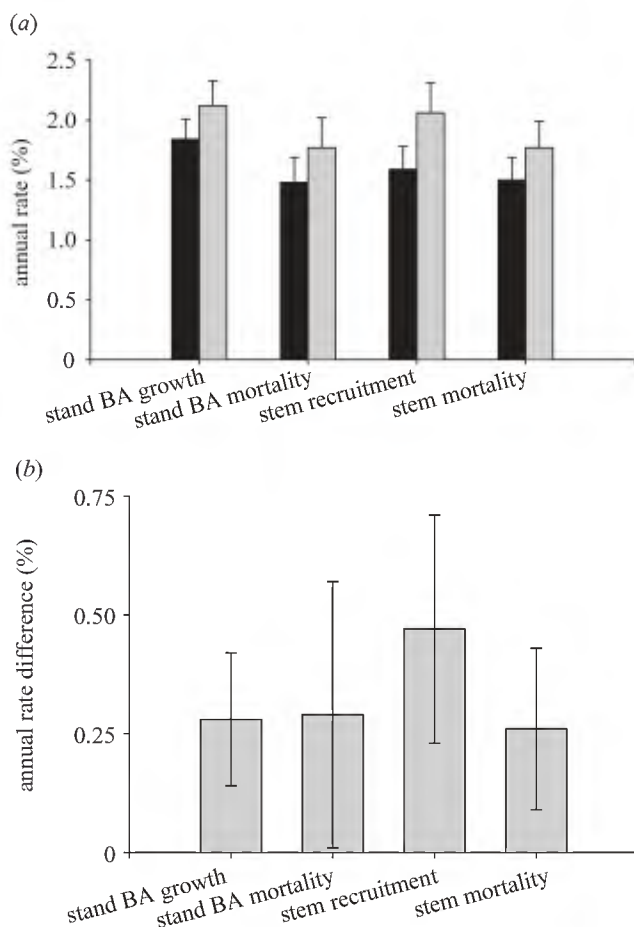 (a)
2.5
2.0
1.5
1.0
0.5
0
annual rate (%)
stand BA growth
stand BA mortality
stem recruitment
stem mortality
(b)
0.75
0.50
0.25
0
annual rate difference (%)
stand BA growth
stand BA mortality
stem recruitment
stem mortality